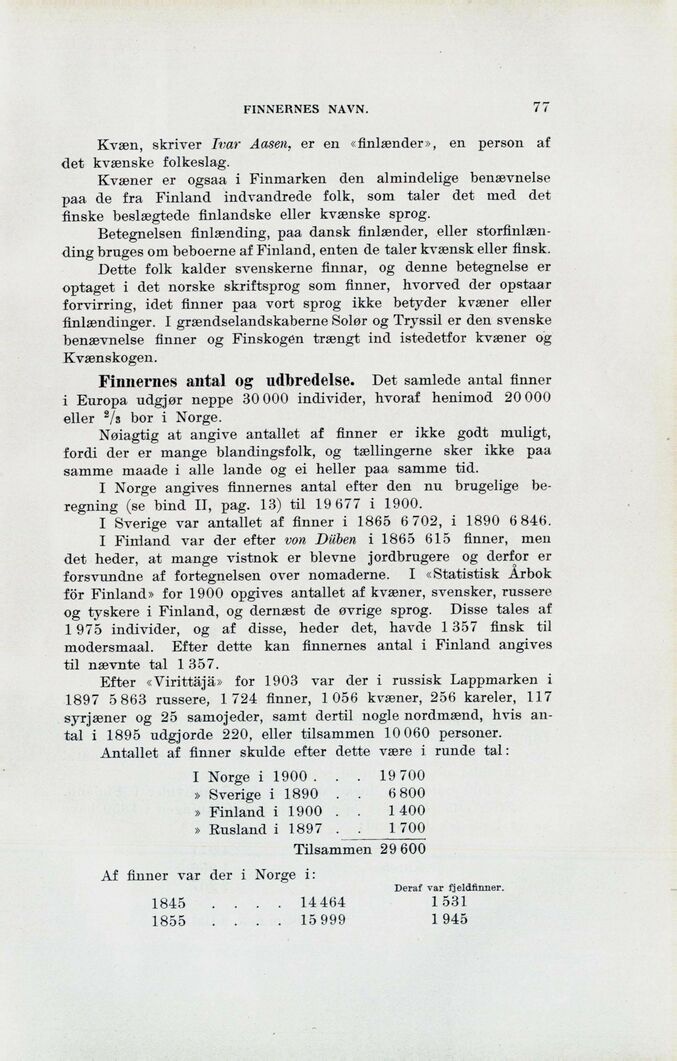 FINNERNES NAVN. 77
Kvæn, skriver Ivar Aasen, er en «finlænder», en person af
det kvænske folkeslag.
Kvæner er ogsaa i Finmarken den almindelige benævnelse
paa de fra Finland indvandrede folk, som taler det med det
finske beslægtede finlandske eller kvænske sprog.
Betegnelsen finlænding, paa dansk finlænder, eller storfinlæn-
ding bruges om beboerne af Finland, enten de taler kvænsk eller finsk.
Dette folk kalder svenskerne finnar, og denne betegnelse er
optaget i det norske skriftsprog som finner, hvorved der opstaar
forvirring, idet finner paa vort sprog ikke betyder kvæner eller
finlændinger. I grændselandskaberne Solør og Tryssil er den svenske
benævnelse finner og Finskogen trængt ind istedetfor kvæner og
Kvænskogen.
Finnernes antal og udbredelse. Det samlede antal finner
i Europa udgjør neppe 30 000 individer, hvoraf henimod 20 000
eller 2/3 bor i Norge.
Nøiagtig at angive antallet af finner er ikke godt muligt,
fordi der er mange blandingsfolk, og tællingerne sker ikke paa
samme maade i alle lande og ei heller paa samme tid.
I Norge angives finnernes antal efter den nu brugelige be-
regning (se bind II, pag. 13) til 19 677 i 1900.
I Sverige var antallet af finner i 1865 6 702, i 1890 6 846.
I Finland var der efter von Düben i 1865 615 finner, men
det heder, at mange vistnok er blevne jordbrugere og derfor er
forsvundne af fortegnelsen over nomaderne. I «Statistisk Årbok
för Finland» for 1900 opgives antallet af kvæner, svensker, russere
og tyskere i Finland, og dernæst de øvrige sprog. Disse tales af
1 975 individer, og af disse, heder det, havde 1 357 finsk til
modersmaal. Efter dette kan finnernes antal i Finland angives
til nævnte tal 1 357.
Efter «Virittäjä» for 1903 var der i russisk Lappmarken i
1897 5 863 russere, 1 724 finner, 1 056 kvæner, 256 kareler, 117
syrjæner og 25 samojeder, samt dertil nogle nordmænd, hvis an-
tal i 1895 udgjorde 220, eller tilsammen 10 060 personer.
Antallet af finner skulde efter dette være i runde tal:
I Norge i 1900 . . . 19 700
» Sverige i 1890 . . 6 800
» Finland i 1900 . . 1 400
» Rusland i 1897 . . 1 700
Tilsammen 29 600
Af finner var der i Norge i:
Deraf var fjeldfinner.
1845 . . . . 14 464 1 531
1855 . . . . 15 999 1 945